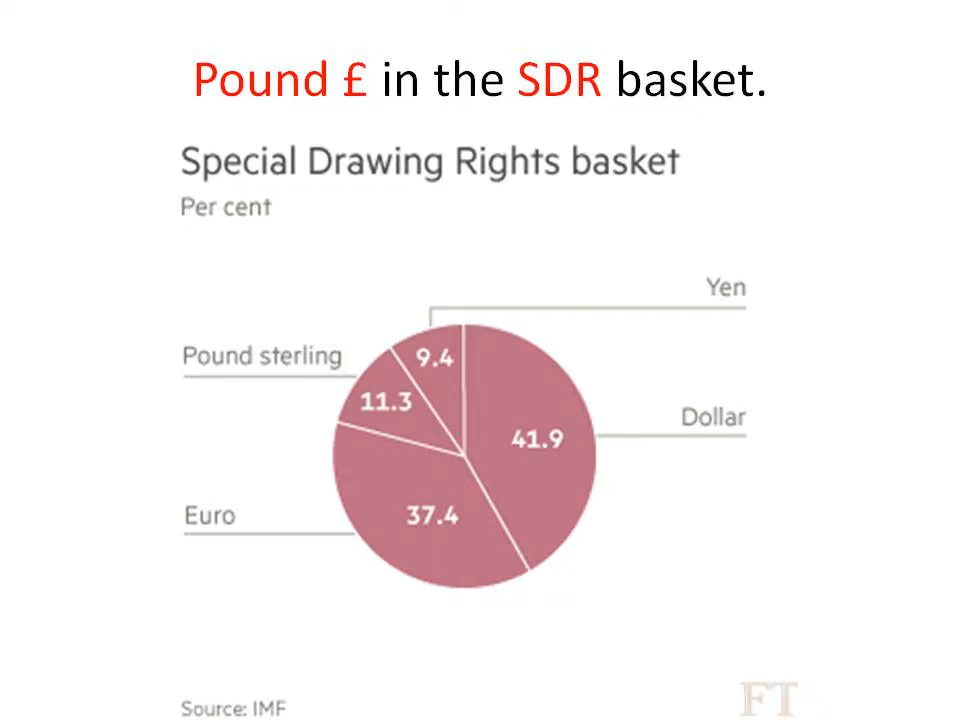 Pound £ in the SDR basket.
Special Drawing Rights basket
Per cent
Yen
Pound sterling
9.4
11.3
Dollar
41.9
Euro
37.4
Source: IMF
FT